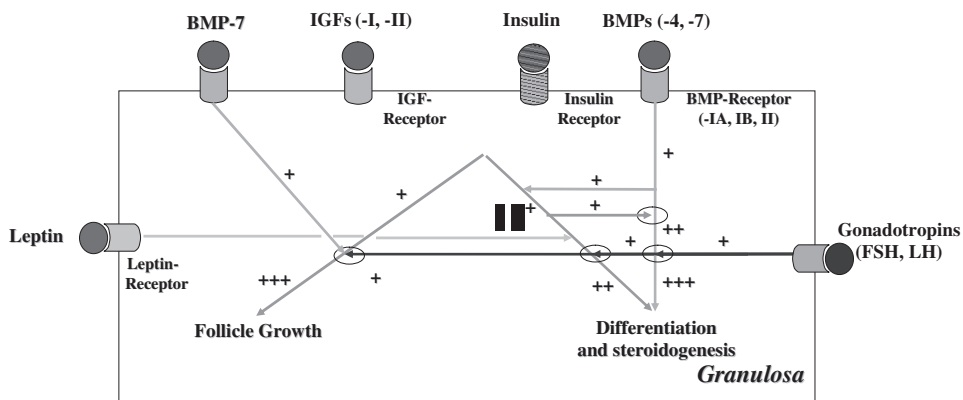 BMP-7
IGFs (-I, -II)
Insulin
BMPs (-4, -7)
IGF-
Receptor
Insulin
Receptor
BMP-Receptor
(-IA, IB, II)
+
+
+
+
+
+
++
+
+
Leptin
Leptin-
Receptor
Gonadotropins
(FSH, LH)
+++
+
++
+++
Follicle Growth
Differentiation
and steroidogenesis
Granulosa